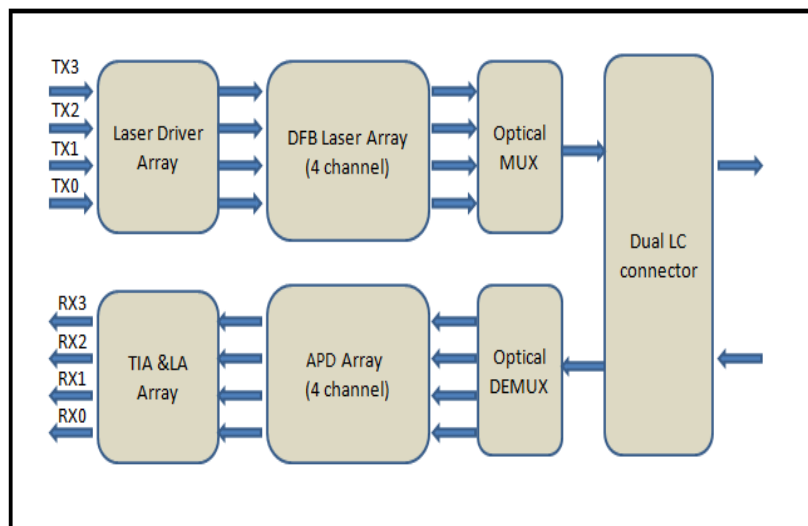 TX3
TX2
TX1
TX0
Laser Driver
Array
DFB Laser Array
(4 channel)
Optical
MUX
Dual LC
connector
RX3
RX2
RX1
RX0
TIA &LA
Array
APD Array
(4 channel)
Optical
DEMUX